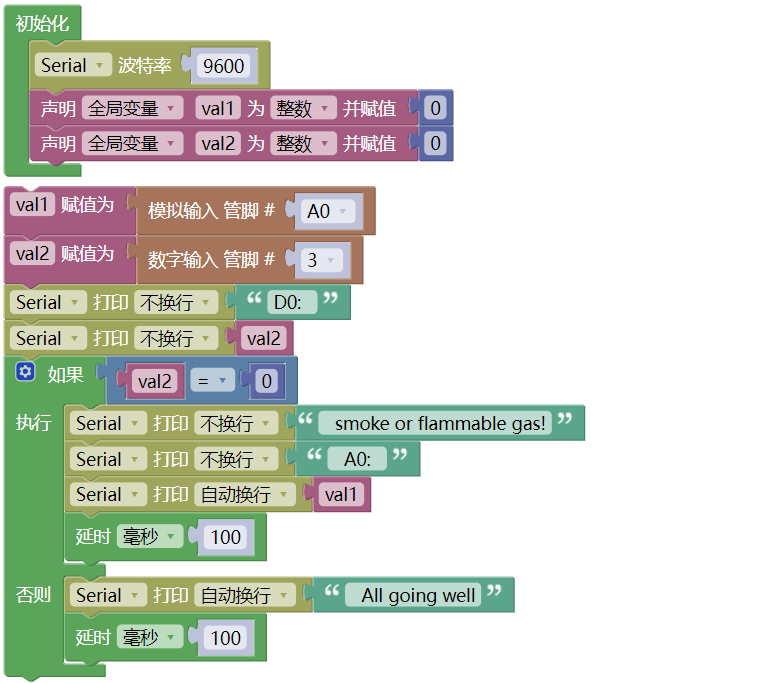 初始化
Serial 波特率 9600
声明 全局变量 val1 为 整数 并赋值 0
声明 全局变量 val2 为 整数 并赋值 0
val1 赋值为 模拟输入 管脚 # A0
val2 赋值为 数字输入 管脚 # 3
Serial 打印 不换行 “ D0: ”
Serial 打印 不换行 val2
如果 val2 = 0
执行 Serial 打印 不换行 “ smoke or flammable gas! ”
Serial 打印 不换行 “ A0: ”
Serial 打印 自动换行 val1
延时 毫秒 100
否则 Serial 打印 自动换行 “ All going well ”
延时 毫秒 100